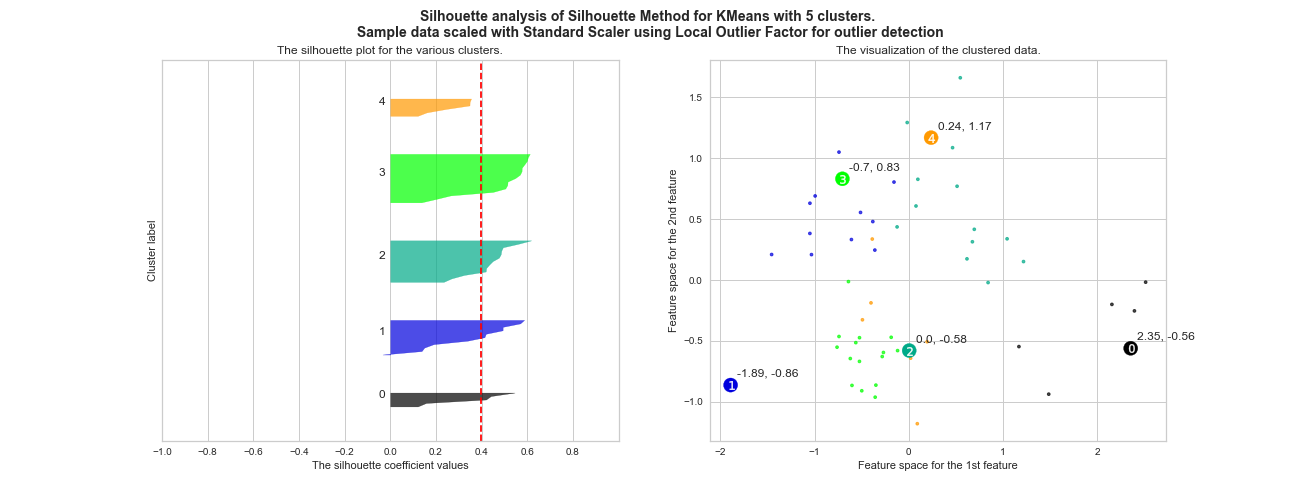 Silhouette analysis of Silhouette Method for KMeans with 5 clusters.
Sample data scaled with Standard Scaler using Local Outlier Factor for outlier detection
The silhouette plot for the various clusters.
Cluster label
4
3
2
1
0
−1.0 −0.8 −0.6 −0.4 −0.2 0.0 0.2 0.4 0.6 0.8
The silhouette coefficient values
The visualization of the clustered data.
Feature space for the 2nd feature
1.5
1.0
0.5
0.0
−0.5
−1.0
4 0.24, 1.17
3 -0.7, 0.83
2 0.0, -0.58
0 2.35, -0.56
1 -1.89, -0.86
−2 −1 0 1 2
Feature space for the 1st feature